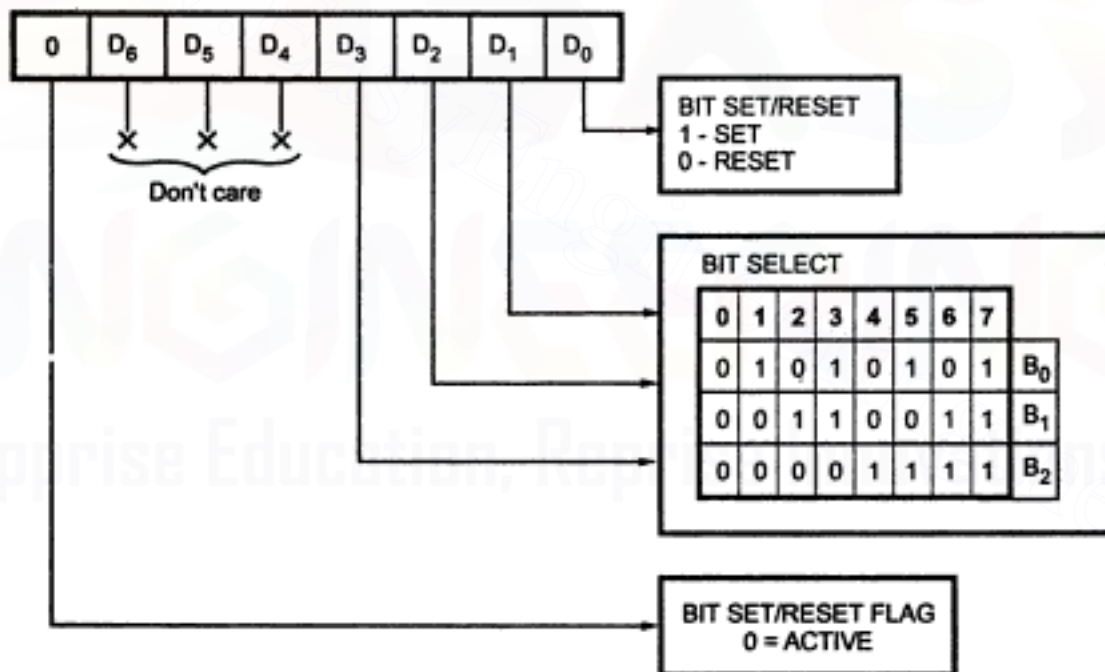 0 D6 D5 D4 D3 D2 D1 D0
Don't care
BIT SET/RESET
1 - SET
0 - RESET
BIT SELECT
0 1 2 3 4 5 6 7
0 1 0 1 0 1 0 1 B0
0 0 1 1 0 0 1 1 B1
0 0 0 0 1 1 1 1 B2
BIT SET/RESET FLAG
0 = ACTIVE